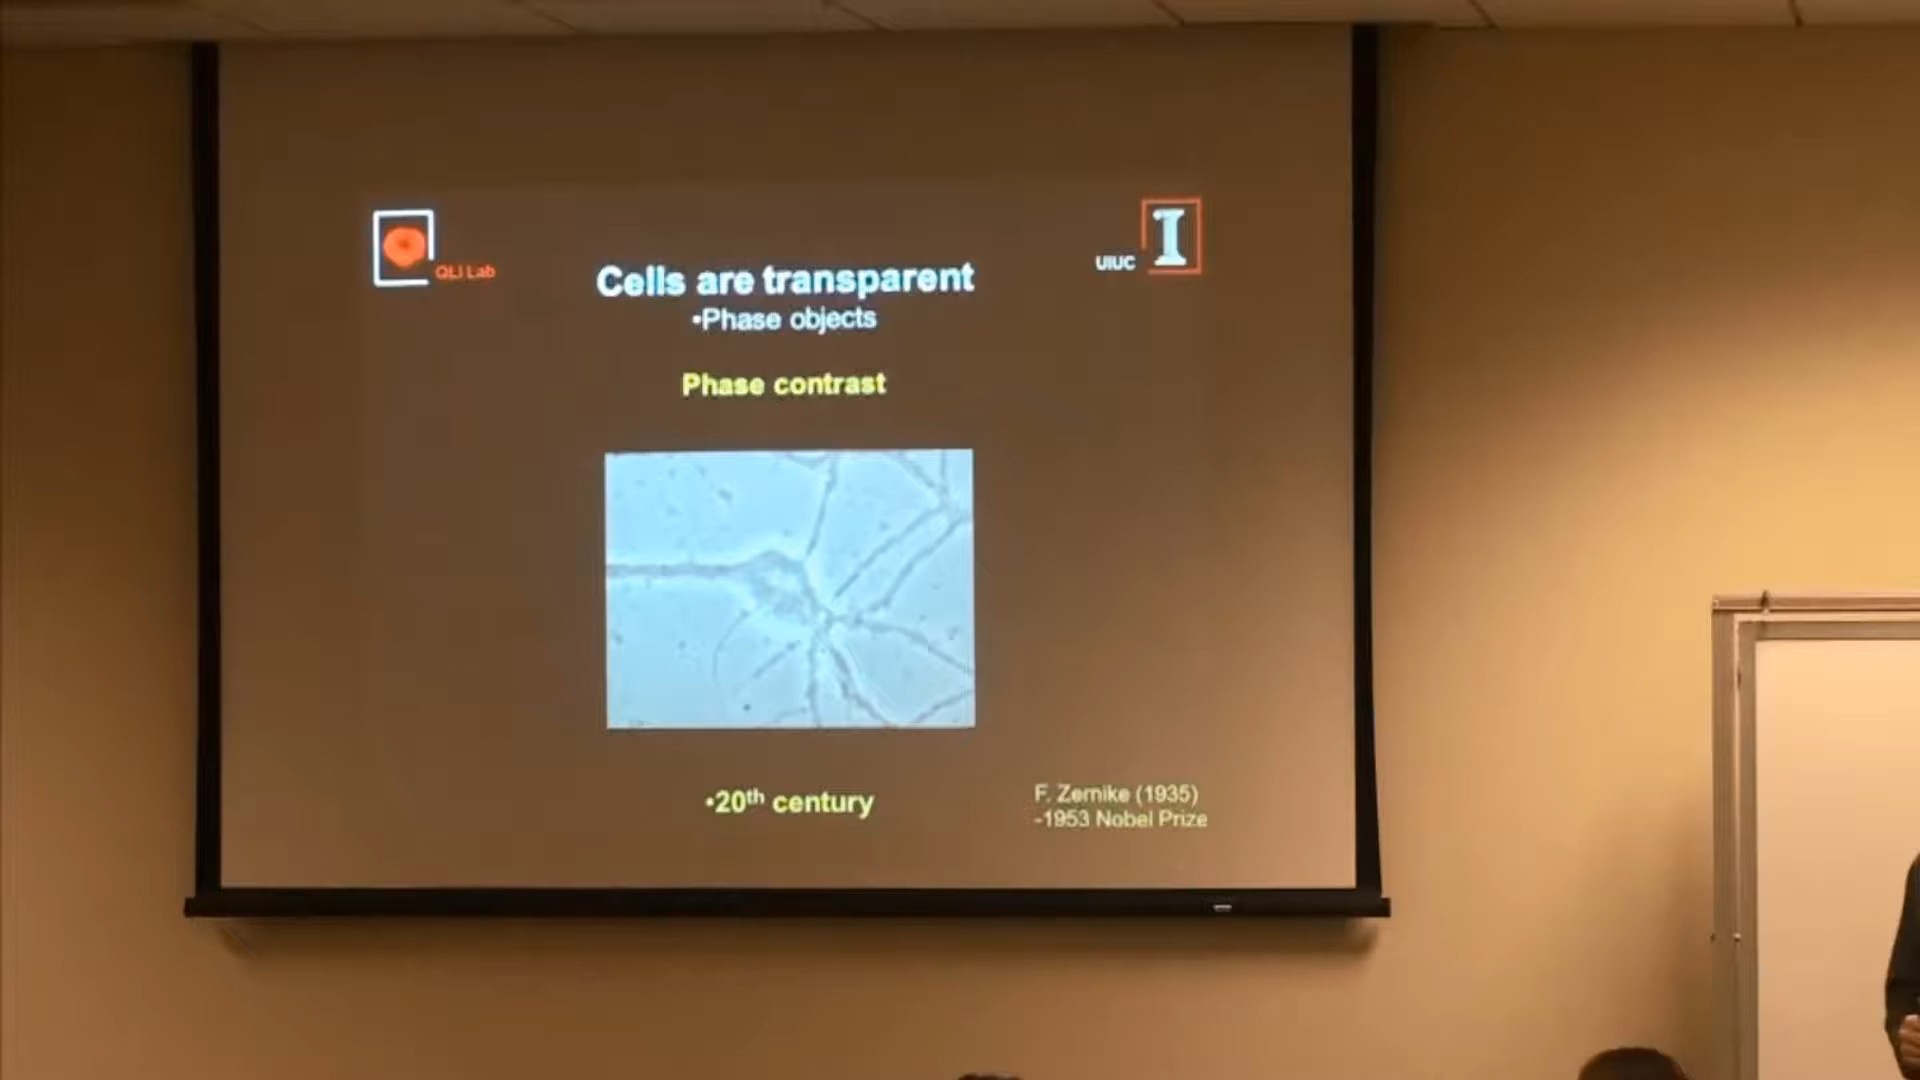 QLI Lab
UIUC
I
Cells are transparent
•Phase objects
Phase contrast
•20th century
F. Zernike (1935)
-1953 Nobel Prize